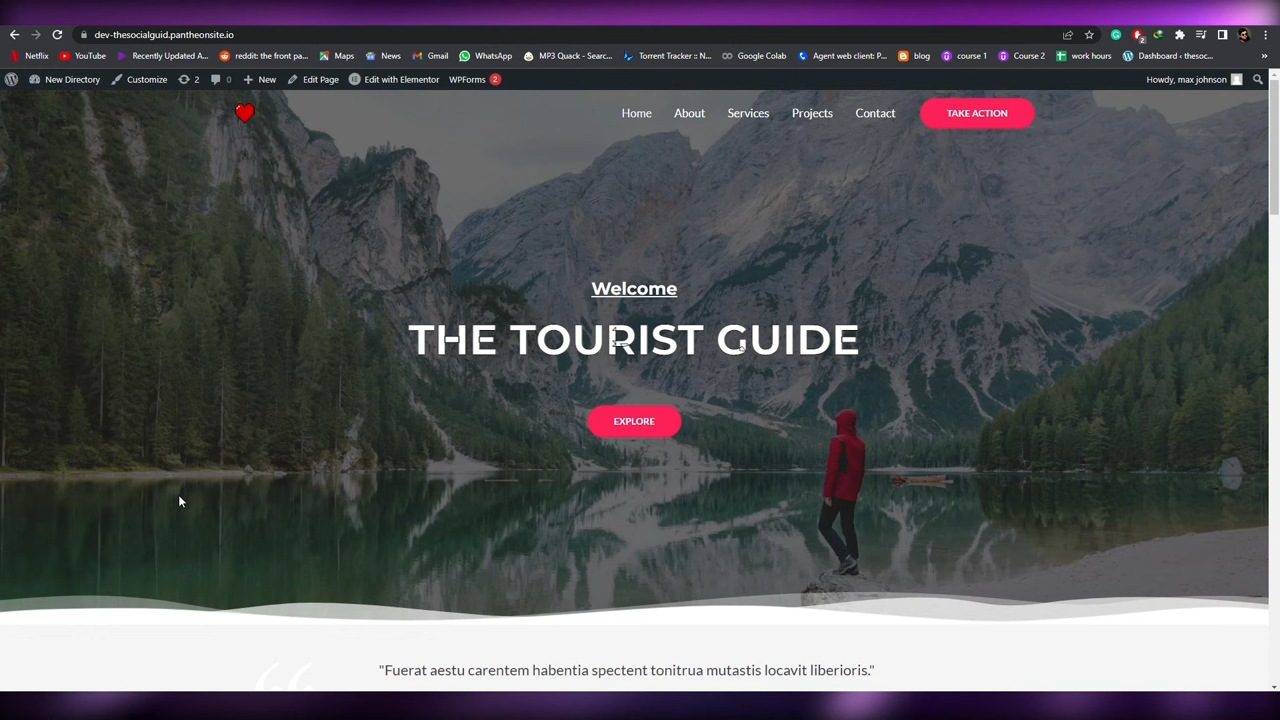 dev-thesocialguid.pantheonsite.io
2
Netflix YouTube Recently Updated A... reddit: the front pa... Maps News Gmail WhatsApp MP3 Quack - Searc... Torrent Tracker :: N... Google Colab Agent web client: P... blog course 1 Course 2 work hours Dashboard ‹ thesoc... »
New Directory Customize 2 0 New Edit Page Edit with Elementor WPForms 2 Howdy, max johnson
Home About Services Projects Contact TAKE ACTION
Welcome
THE TOURIST GUIDE
EXPLORE
"Fuerat aestu carentem habentia spectent tonitrua mutastis locavit liberioris."